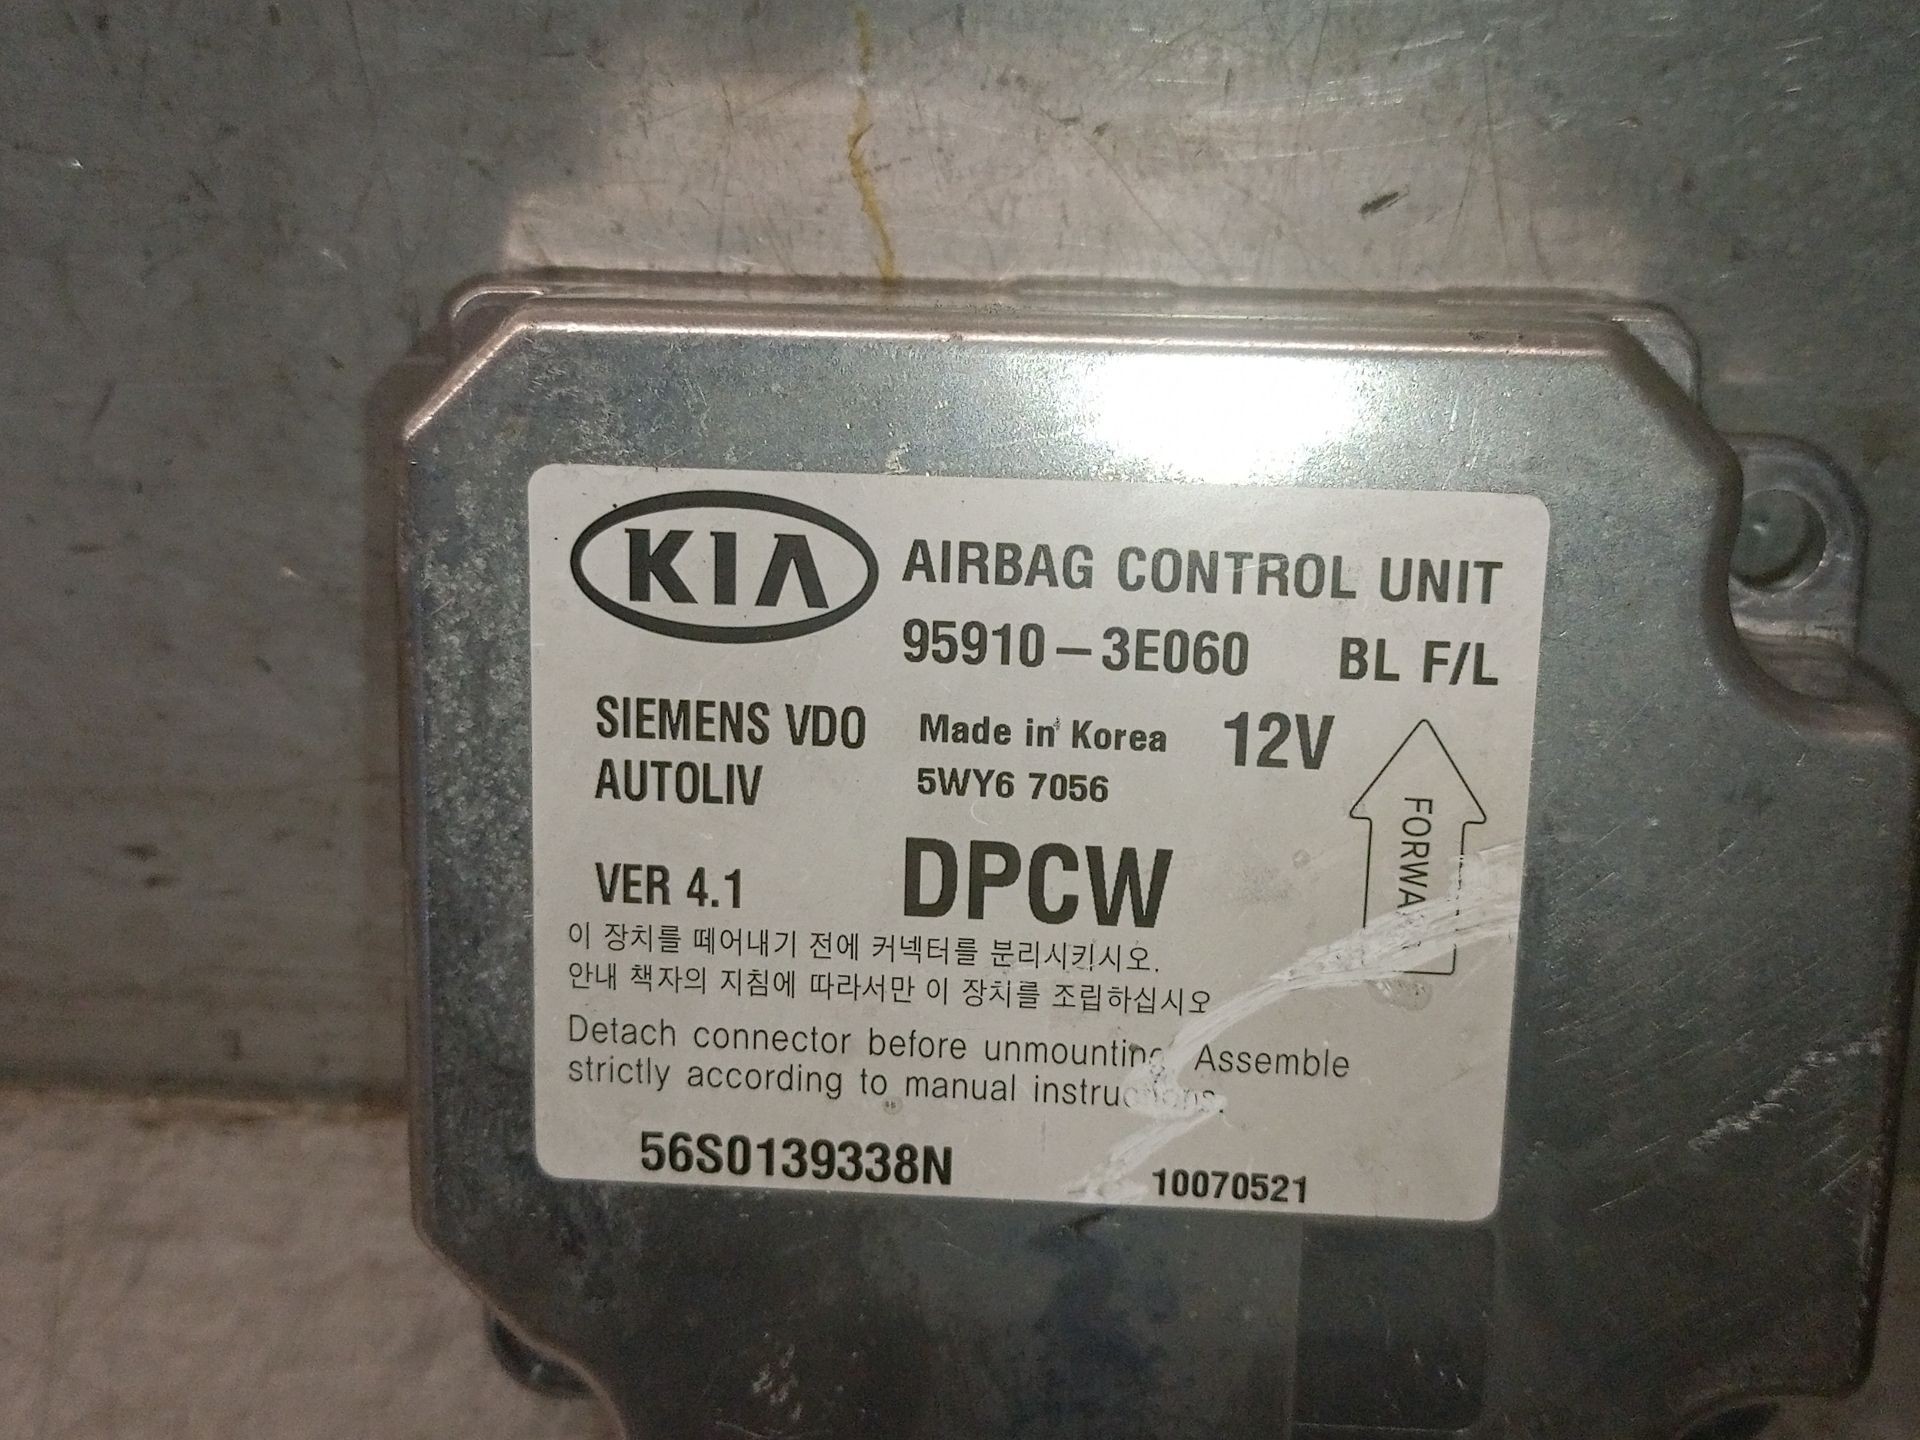 KIA AIRBAG CONTROL UNIT
95910-3E060 BL F/L
SIEMENS VDO Made in Korea 12V
AUTOLIV 5WY6 7056
FORWA
VER 4.1 DPCW
이 장치를 떼어내기 전에 커넥터를 분리시키십시오.
안내 책자의 지침에 따라서만 이 장치를 조립하십시오
Detach connector before unmounting. Assemble
strictly according to manual instructions.
56S0139338N 10070521